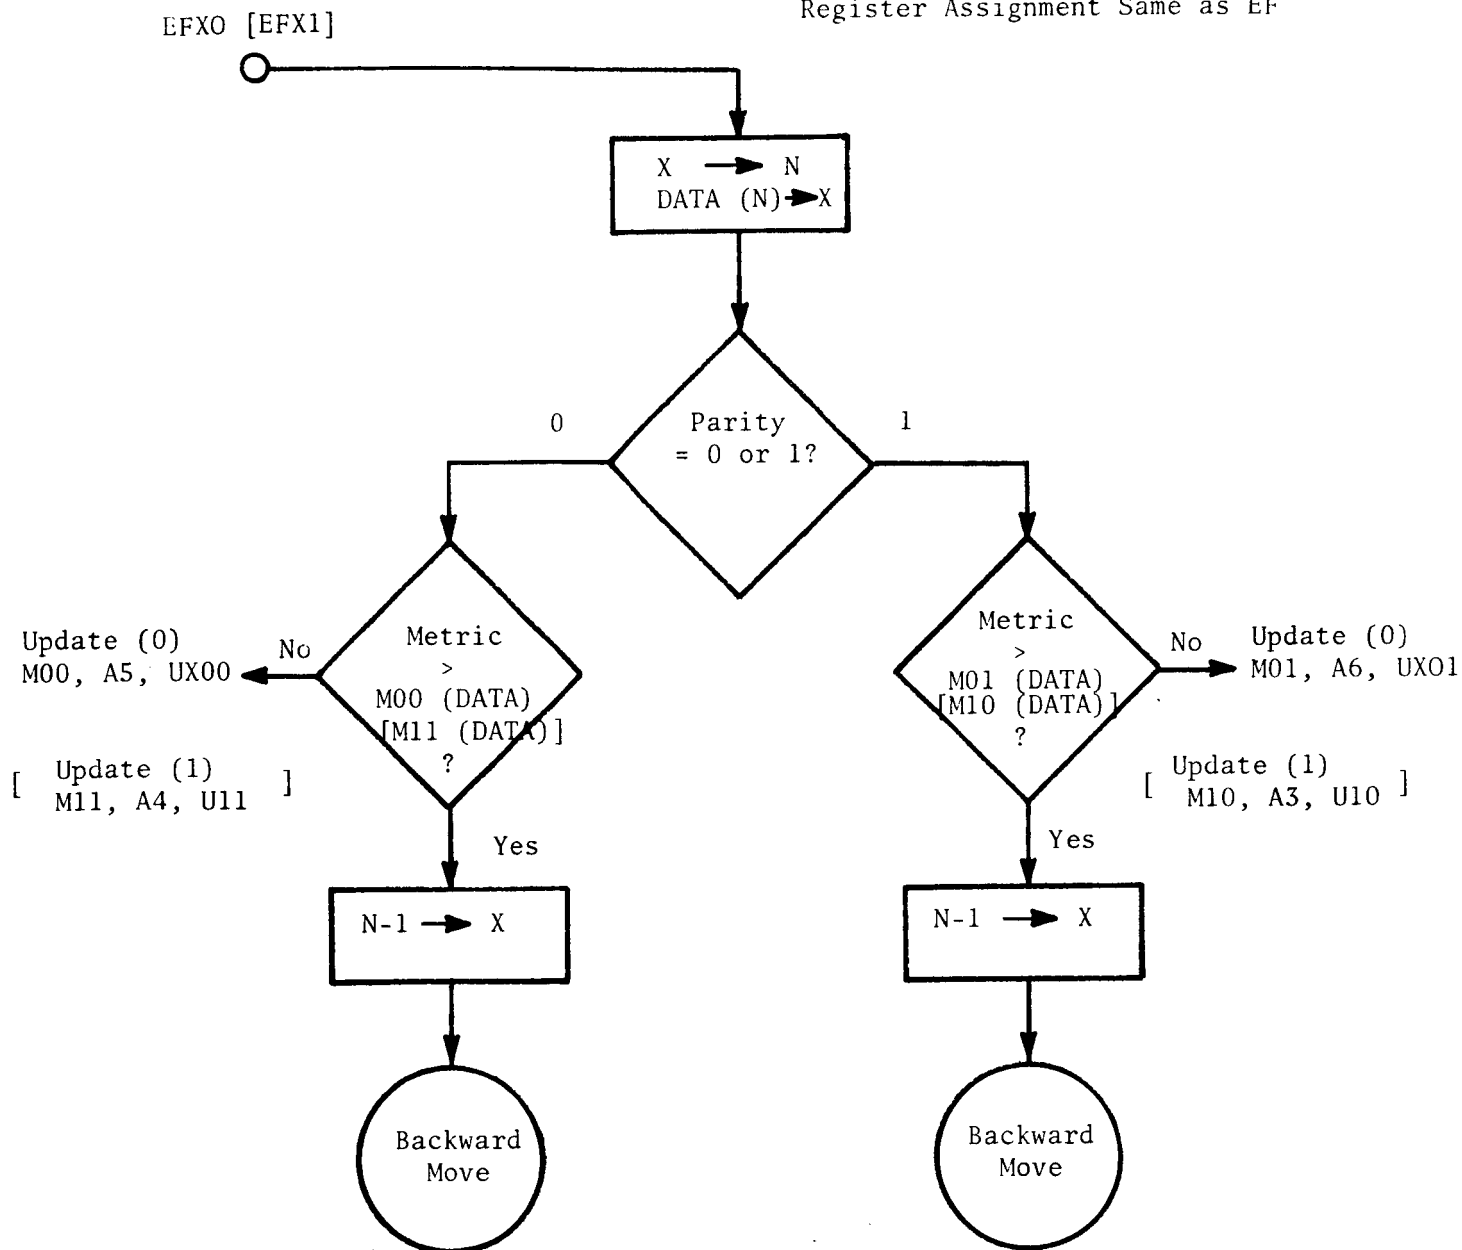 Register Assignment Same as EF
EFX0 [EFX1]
X → N
DATA (N)→X
Parity
= 0 or 1?
0
1
Metric
>
M00 (DATA)
[M11 (DATA)]
?
No
Update (0)
M00, A5, UX00
[ Update (1)
M11, A4, U11 ]
Yes
N-1 → X
Backward
Move
Metric
>
M01 (DATA)
[M10 (DATA)]
?
No
Update (0)
M01, A6, UX01
[ Update (1)
M10, A3, U10 ]
Yes
N-1 → X
Backward
Move